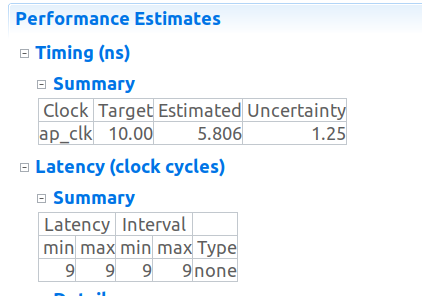 Performance Estimates
Timing (ns)
Summary
Clock Target Estimated Uncertainty
ap_clk 10.00 5.806 1.25
Latency (clock cycles)
Summary
Latency Interval
min max min max Type
9 9 9 9 none